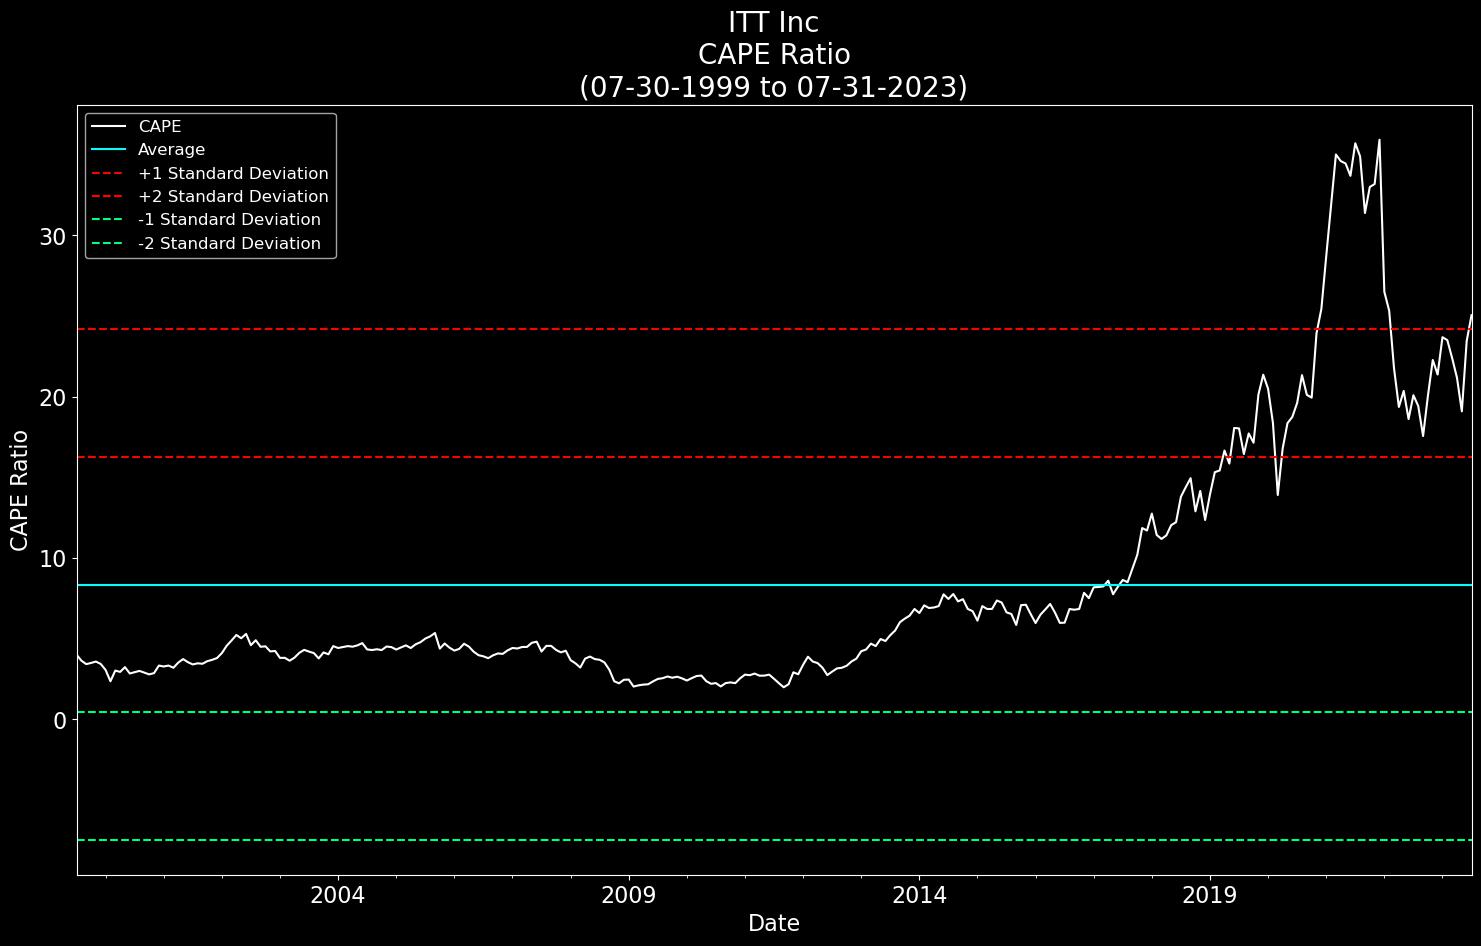 ITT Inc
CAPE Ratio
(07-30-1999 to 07-31-2023)
CAPE
Average
+1 Standard Deviation
+2 Standard Deviation
-1 Standard Deviation
-2 Standard Deviation
CAPE Ratio
30
20
10
0
2004
2009
2014
2019
Date